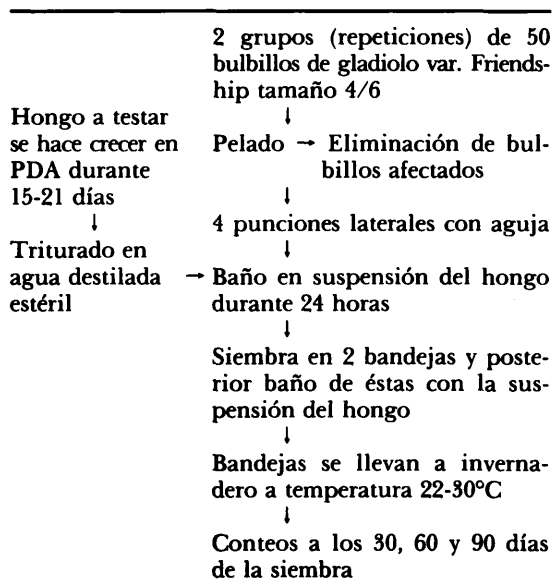 2 grupos (repeticiones) de 50
bulbillos de gladiolo var. Friends-
hip tamaño 4/6
↓
Hongo a testar
se hace crecer en
PDA durante
15-21 días
↓
Triturado en
agua destilada
estéril
→
Pelado → Eliminación de bul-
billos afectados
↓
4 punciones laterales con aguja
↓
Baño en suspensión del hongo
durante 24 horas
↓
Siembra en 2 bandejas y poste-
rior baño de éstas con la sus-
pensión del hongo
↓
Bandejas se llevan a inverna-
dero a temperatura 22-30°C
↓
Conteos a los 30, 60 y 90 días
de la siembra